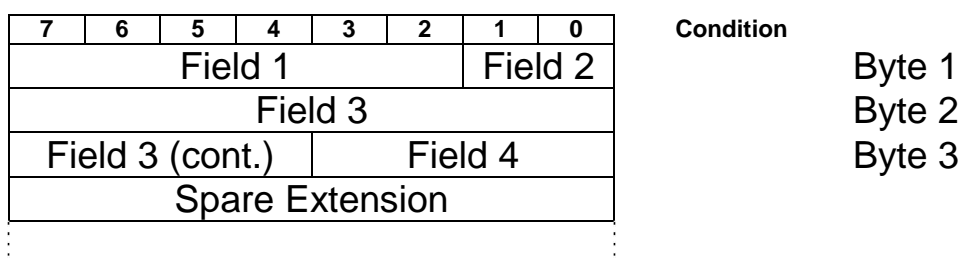 7 6 5 4 3 2 1 0 Condition
Field 1 Field 2 Byte 1
Field 3 Byte 2
Field 3 (cont.) Field 4 Byte 3
Spare Extension